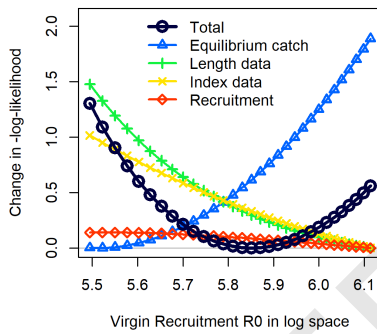 Total
Equilibrium catch
Length data
Index data
Recruitment
Change in -log-likelihood
2.0
1.5
1.0
0.5
0.0
5.5 5.6 5.7 5.8 5.9 6.0 6.1
Virgin Recruitment R0 in log space